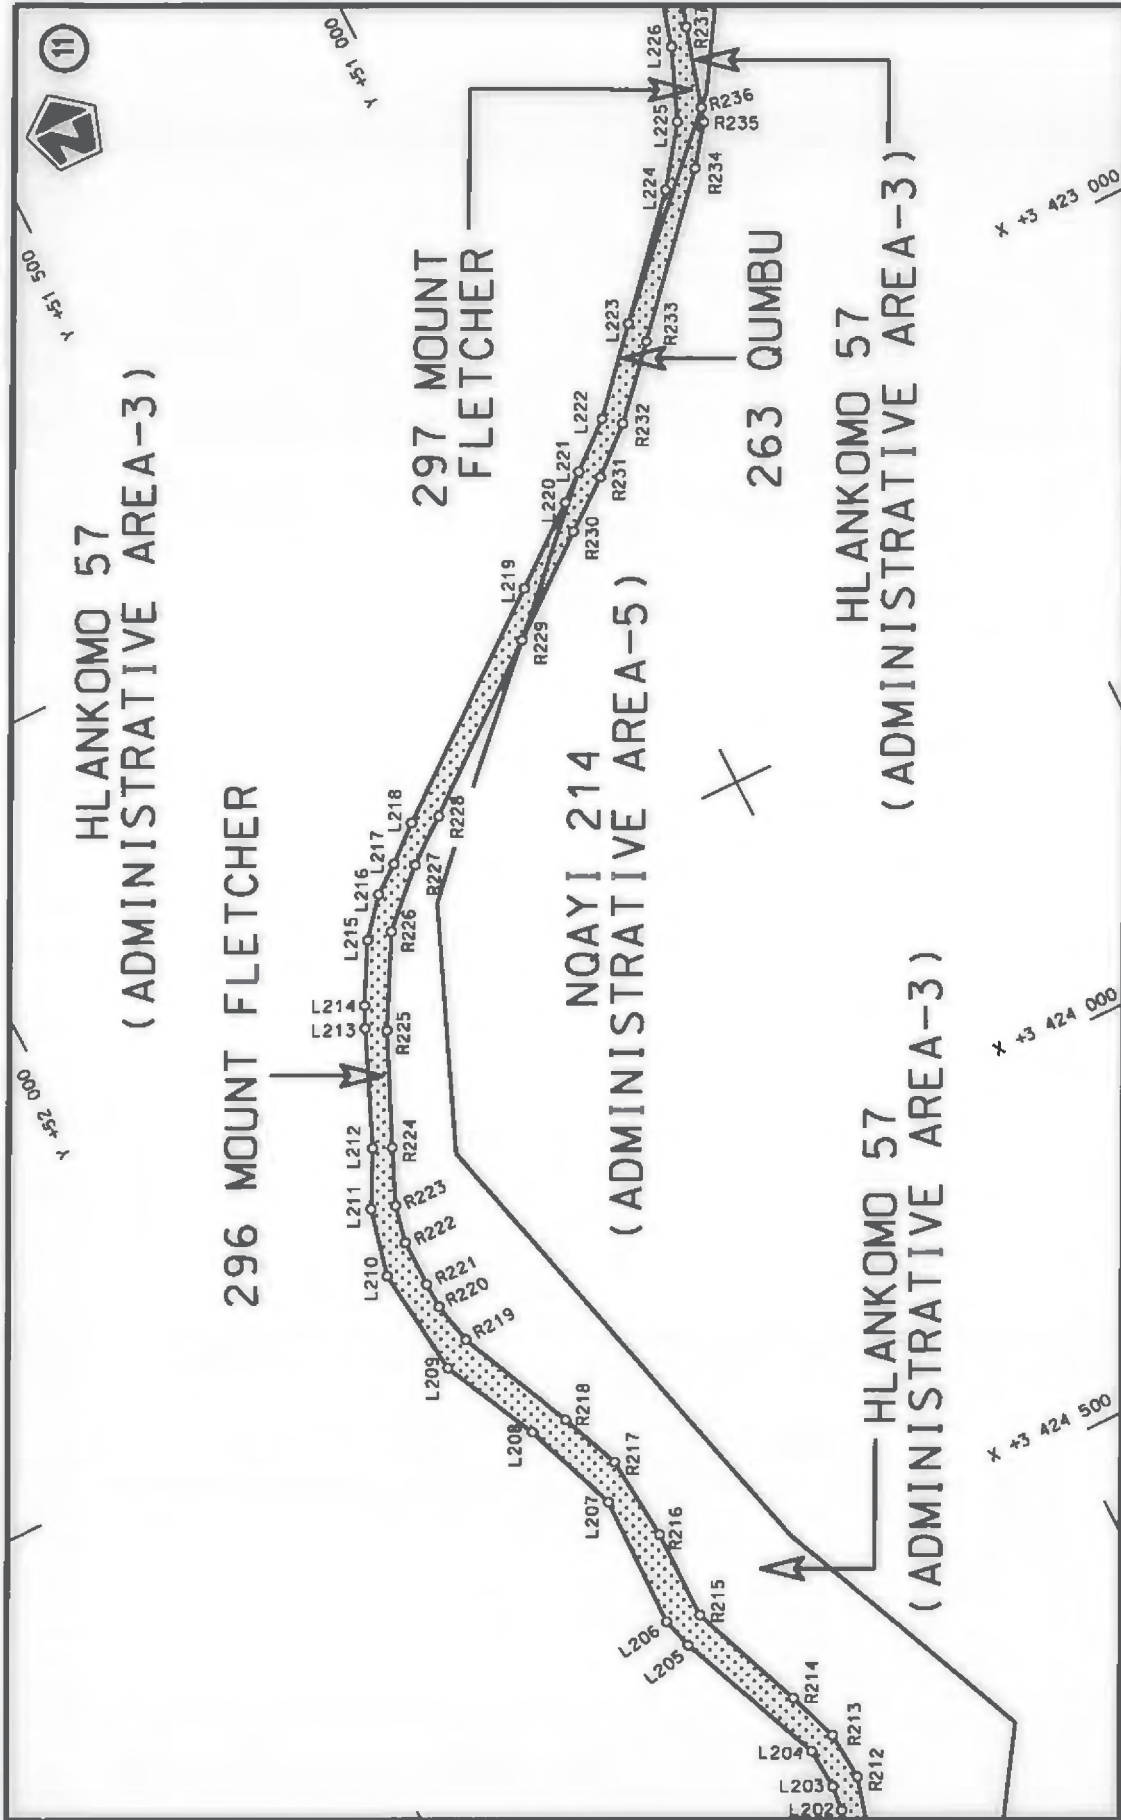 11
N
Y +52 000
Y +51 500
Y +51 000
HLANKOMO 57
(ADMINISTRATIVE AREA-3)
296 MOUNT FLETCHER
297 MOUNT
FLETCHER
L202
L203
L204
L205
L206
L207
L208
L209
L210
L211
L212
L213
L214
L215
L216
L217
L218
L219
L220
L221
L222
L223
L224
L225
L226
R212
R213
R214
R215
R216
R217
R218
R219
R220
R221
R222
R223
R224
R225
R226
R227
R228
R229
R230
R231
R232
R233
R234
R235
R236
R237
NQAYI 214
(ADMINISTRATIVE AREA-5)
263 QUMBU
HLANKOMO 57
(ADMINISTRATIVE AREA-3)
HLANKOMO 57
(ADMINISTRATIVE AREA-3)
X +3 424 500
X +3 424 000
X +3 423 000